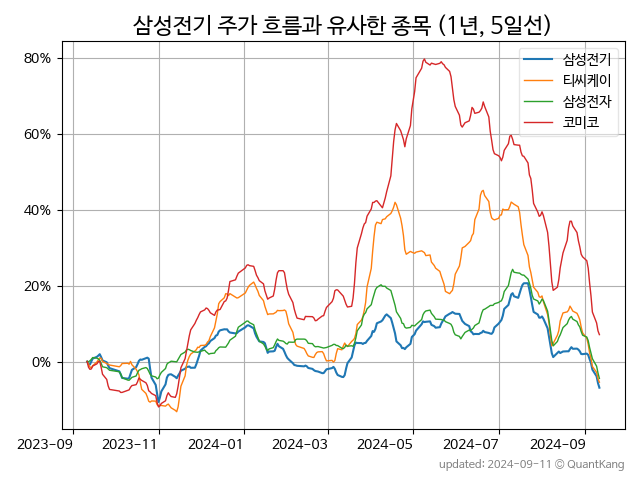 삼성전기 주가 흐름과 유사한 종목 (1년, 5일선)
삼성전기
티씨케이
삼성전자
코미코
80%
60%
40%
20%
0%
2023-09
2023-11
2024-01
2024-03
2024-05
2024-07
2024-09
updated: 2024-09-11 © QuantKang